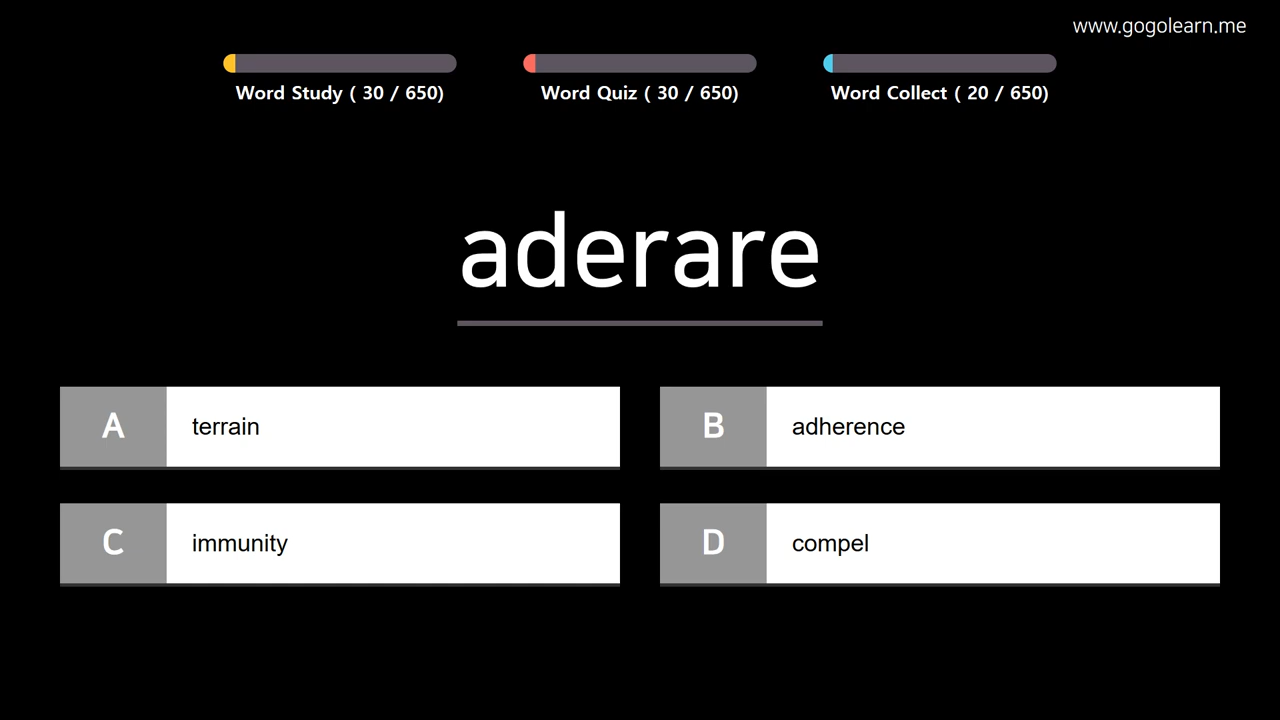 www.gogolearn.me
Word Study ( 30 / 650)
Word Quiz ( 30 / 650)
Word Collect ( 20 / 650)
aderare
A
terrain
B
adherence
C
immunity
D
compel